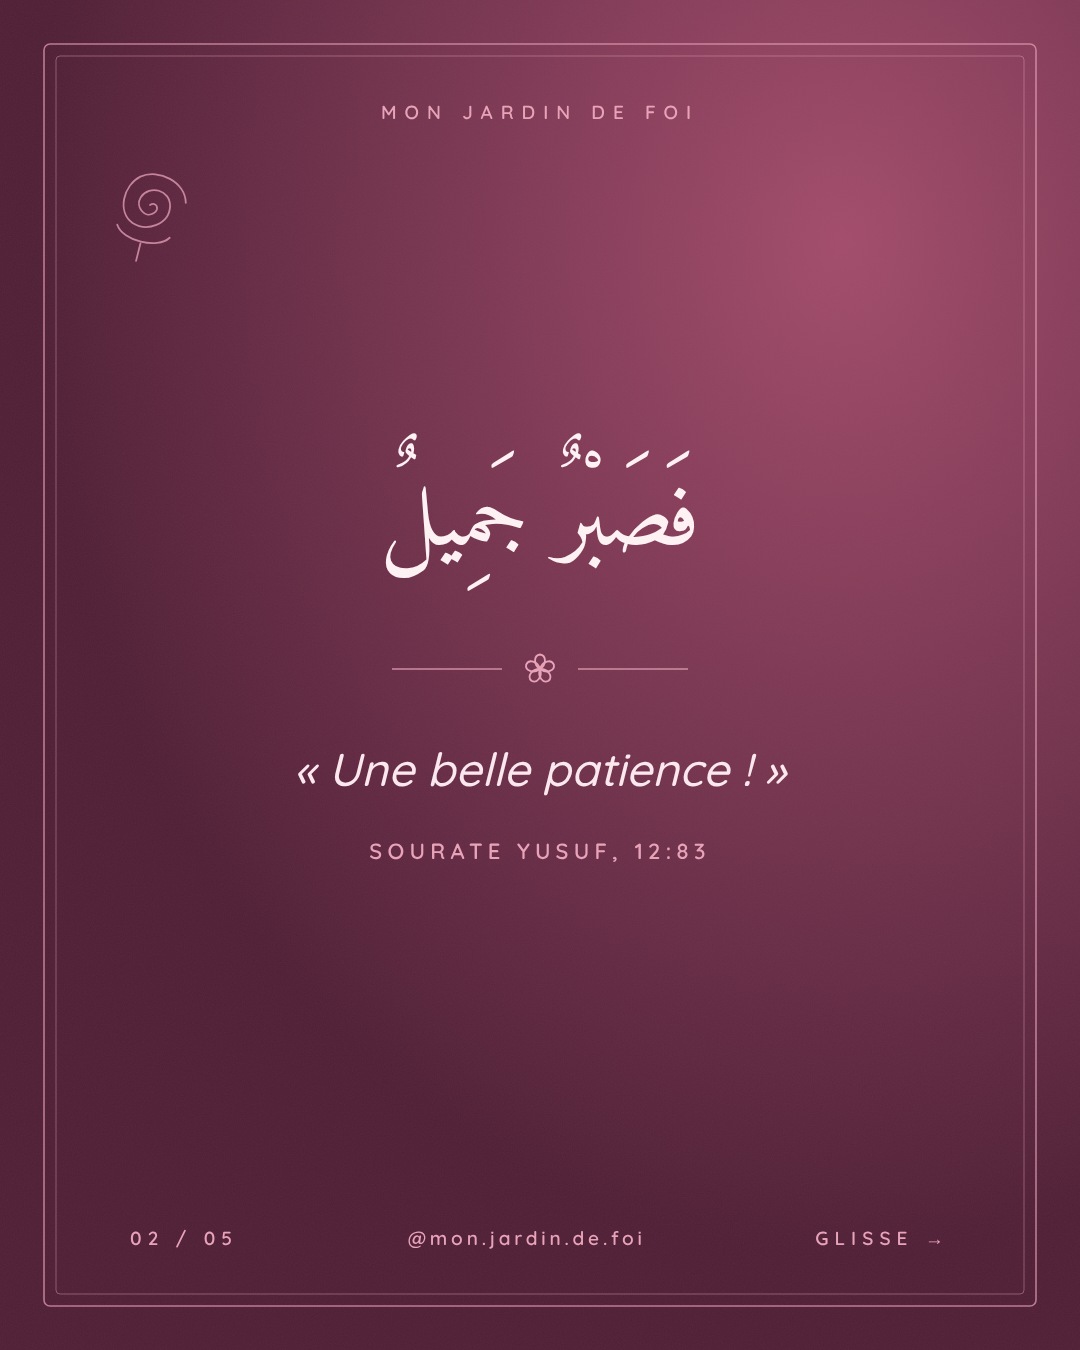 MON JARDIN DE FOI
فَصَبْرٌ جَمِيلٌ
« Une belle patience ! »
SOURATE YUSUF, 12:83
02 / 05
@mon.jardin.de.foi
GLISSE →